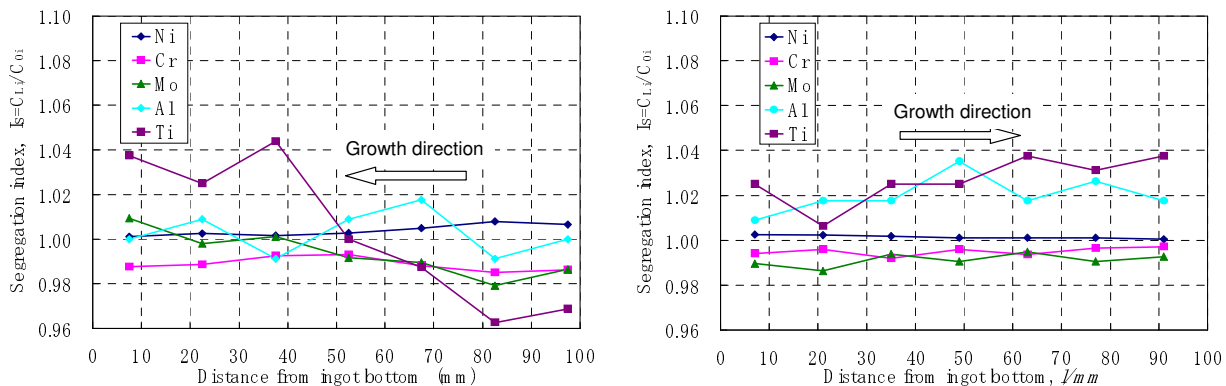 Segregation index, Is=CLi/C0i
1.10
1.08
1.06
1.04
1.02
1.00
0.98
0.96
Ni
Cr
Mo
Al
Ti
Growth direction
0 10 20 30 40 50 60 70 80 90 100
Distance from ingot bottom (mm)
Segregation index, Is=CLi/C0i
1.10
1.08
1.06
1.04
1.02
1.00
0.98
0.96
Ni
Cr
Mo
Al
Ti
Growth direction
0 10 20 30 40 50 60 70 80 90 100
Distance from ingot bottom, l/mm